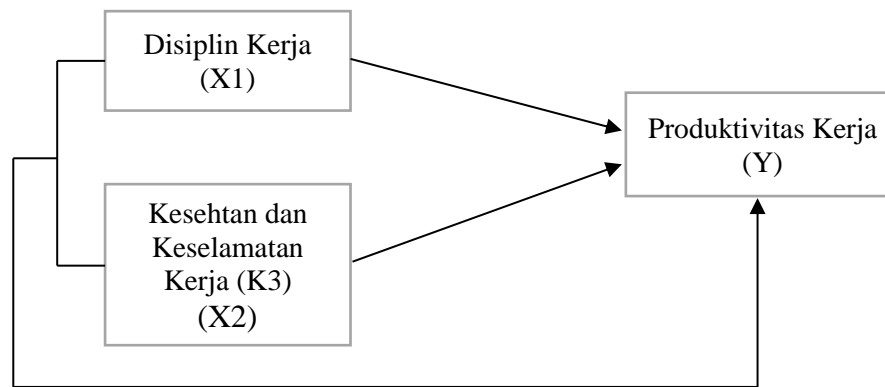 Disiplin Kerja
(X1)
Produktivitas Kerja
(Y)
Kesehtan dan
Keselamatan
Kerja (K3)
(X2)